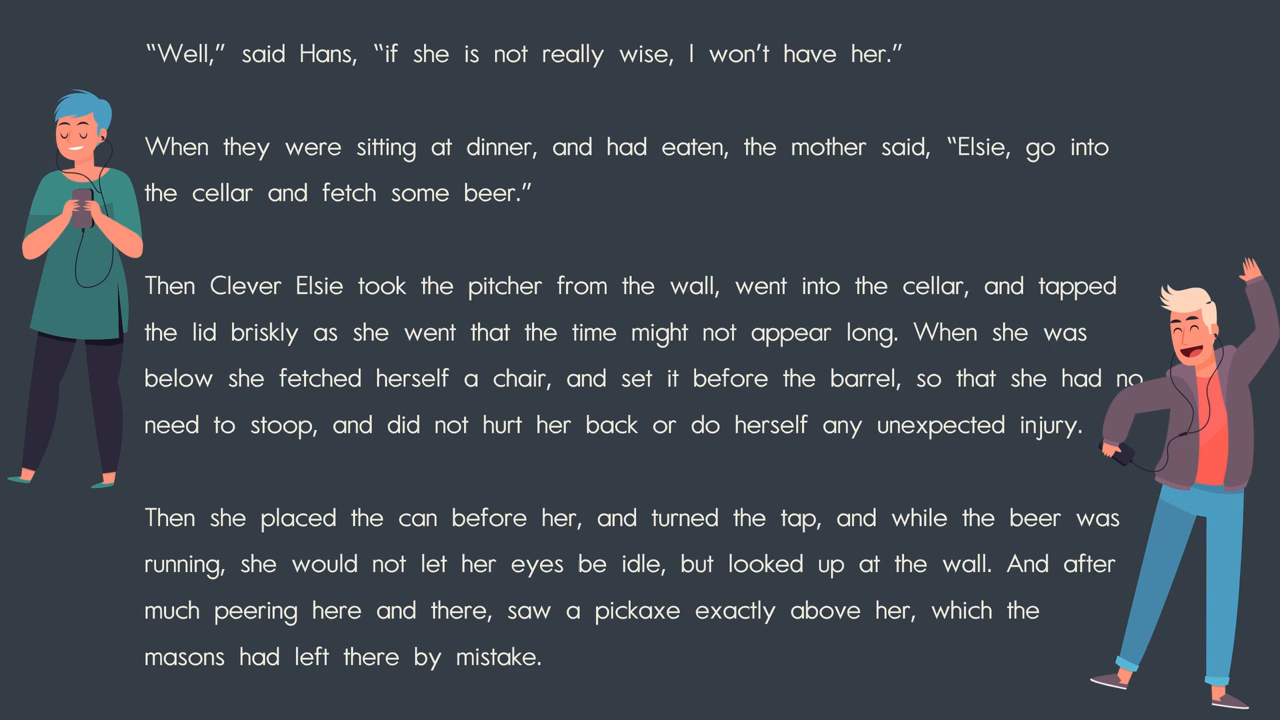 “Well,” said Hans, “if she is not really wise, I won’t have her.”
When they were sitting at dinner, and had eaten, the mother said, “Elsie, go into
the cellar and fetch some beer.”
Then Clever Elsie took the pitcher from the wall, went into the cellar, and tapped
the lid briskly as she went that the time might not appear long. When she was
below she fetched herself a chair, and set it before the barrel, so that she had no
need to stoop, and did not hurt her back or do herself any unexpected injury.
Then she placed the can before her, and turned the tap, and while the beer was
running, she would not let her eyes be idle, but looked up at the wall. And after
much peering here and there, saw a pickaxe exactly above her, which the
masons had left there by mistake.